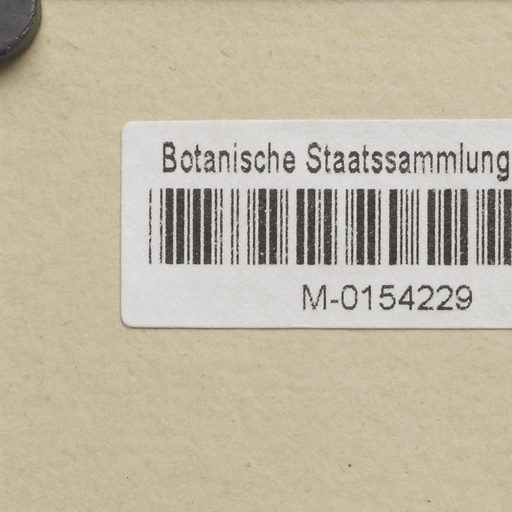 Botanische Staatssammlung
M-0154229